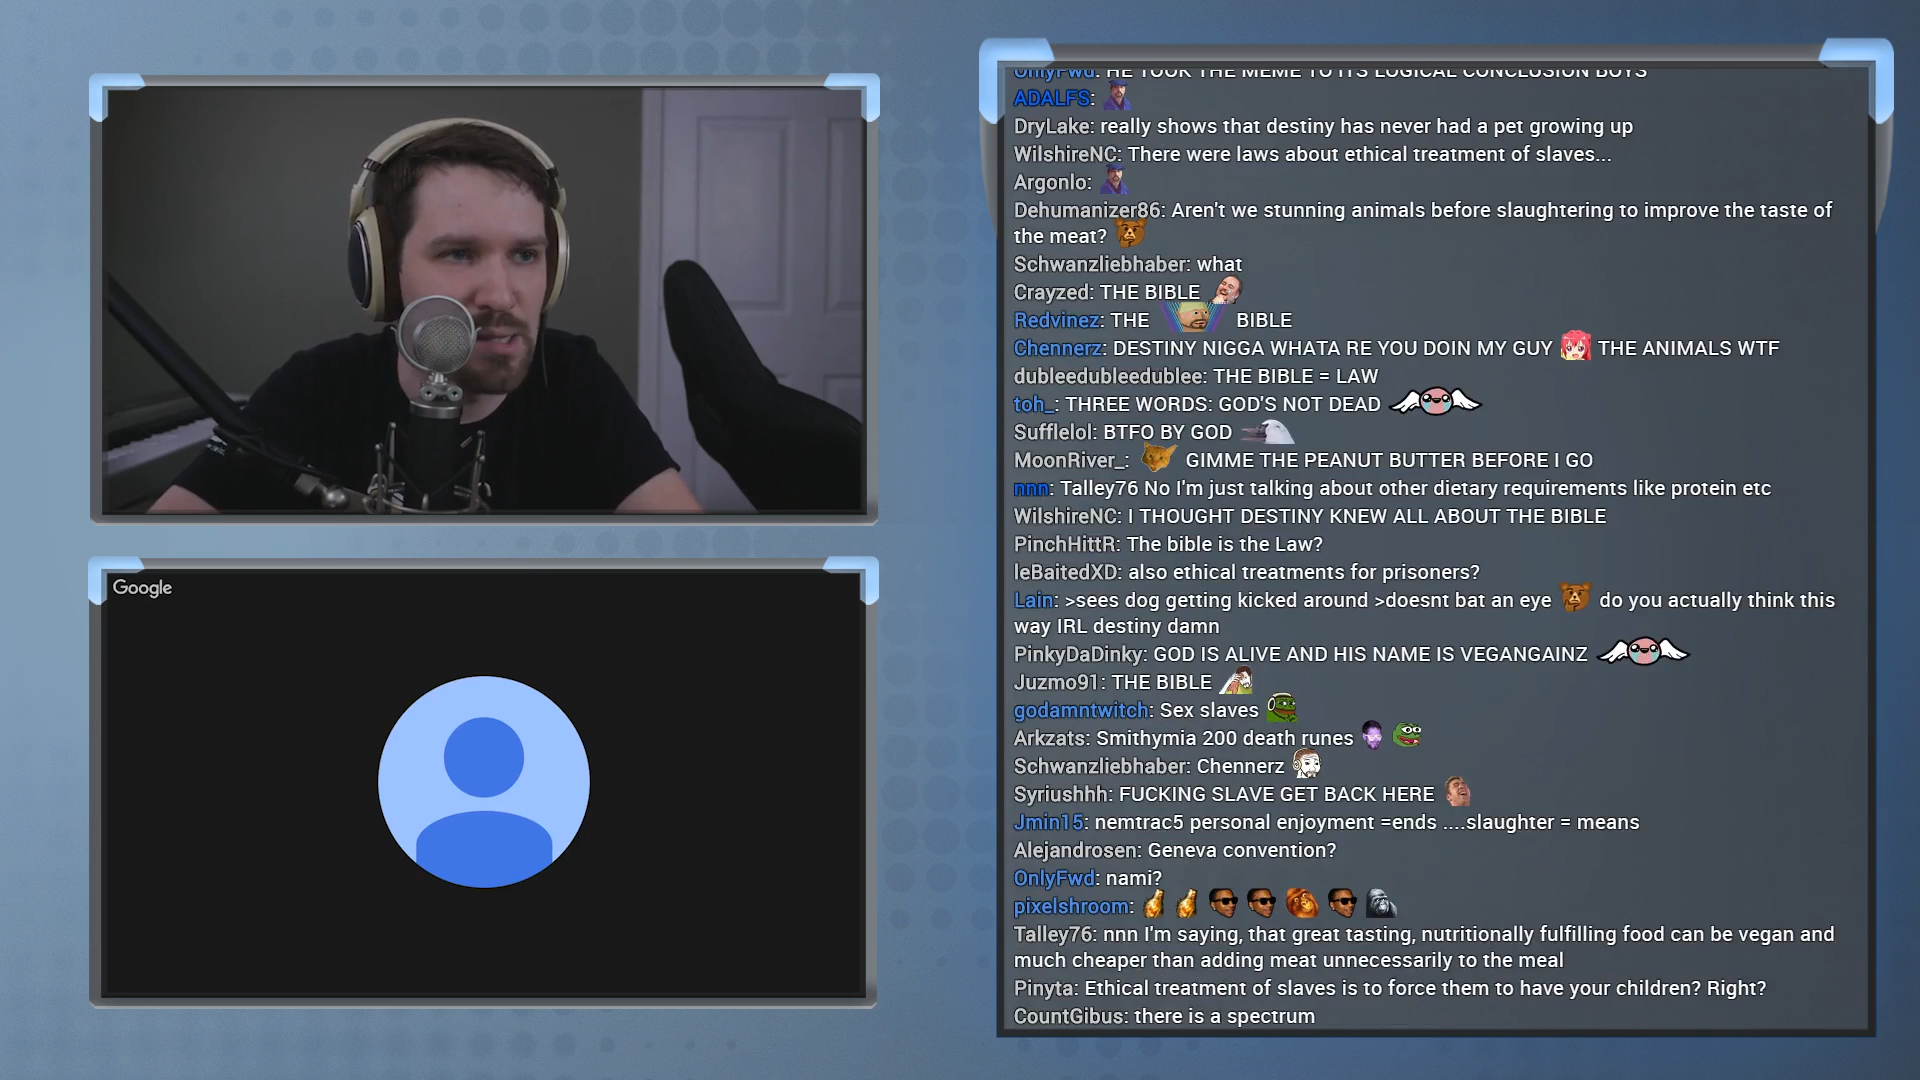 Google
OnlyFwd: HE TOOK THE MEME TO ITS LOGICAL CONCLUSION BOYS
ADALFS:
DryLake: really shows that destiny has never had a pet growing up
WilshireNC: There were laws about ethical treatment of slaves...
Argonlo:
Dehumanizer86: Aren't we stunning animals before slaughtering to improve the taste of
the meat?
Schwanzliebhaber: what
Crayzed: THE BIBLE
Redvinez: THE BIBLE
Chennerz: DESTINY NIGGA WHATA RE YOU DOIN MY GUY THE ANIMALS WTF
dubleedubleedublee: THE BIBLE = LAW
toh_: THREE WORDS: GOD'S NOT DEAD
Sufflelol: BTFO BY GOD
MoonRiver_: GIMME THE PEANUT BUTTER BEFORE I GO
nnn: Talley76 No I'm just talking about other dietary requirements like protein etc
WilshireNC: I THOUGHT DESTINY KNEW ALL ABOUT THE BIBLE
PinchHittR: The bible is the Law?
leBaitedXD: also ethical treatments for prisoners?
Lain: >sees dog getting kicked around >doesnt bat an eye do you actually think this
way IRL destiny damn
PinkyDaDinky: GOD IS ALIVE AND HIS NAME IS VEGANGAINZ
Juzmo91: THE BIBLE
godamntwitch: Sex slaves
Arkzats: Smithymia 200 death runes
Schwanzliebhaber: Chennerz
Syriushhh: FUCKING SLAVE GET BACK HERE
Jmin15: nemtrac5 personal enjoyment =ends ....slaughter = means
Alejandrosen: Geneva convention?
OnlyFwd: nami?
pixelshroom:
Talley76: nnn I'm saying, that great tasting, nutritionally fulfilling food can be vegan and
much cheaper than adding meat unnecessarily to the meal
Pinyta: Ethical treatment of slaves is to force them to have your children? Right?
CountGibus: there is a spectrum